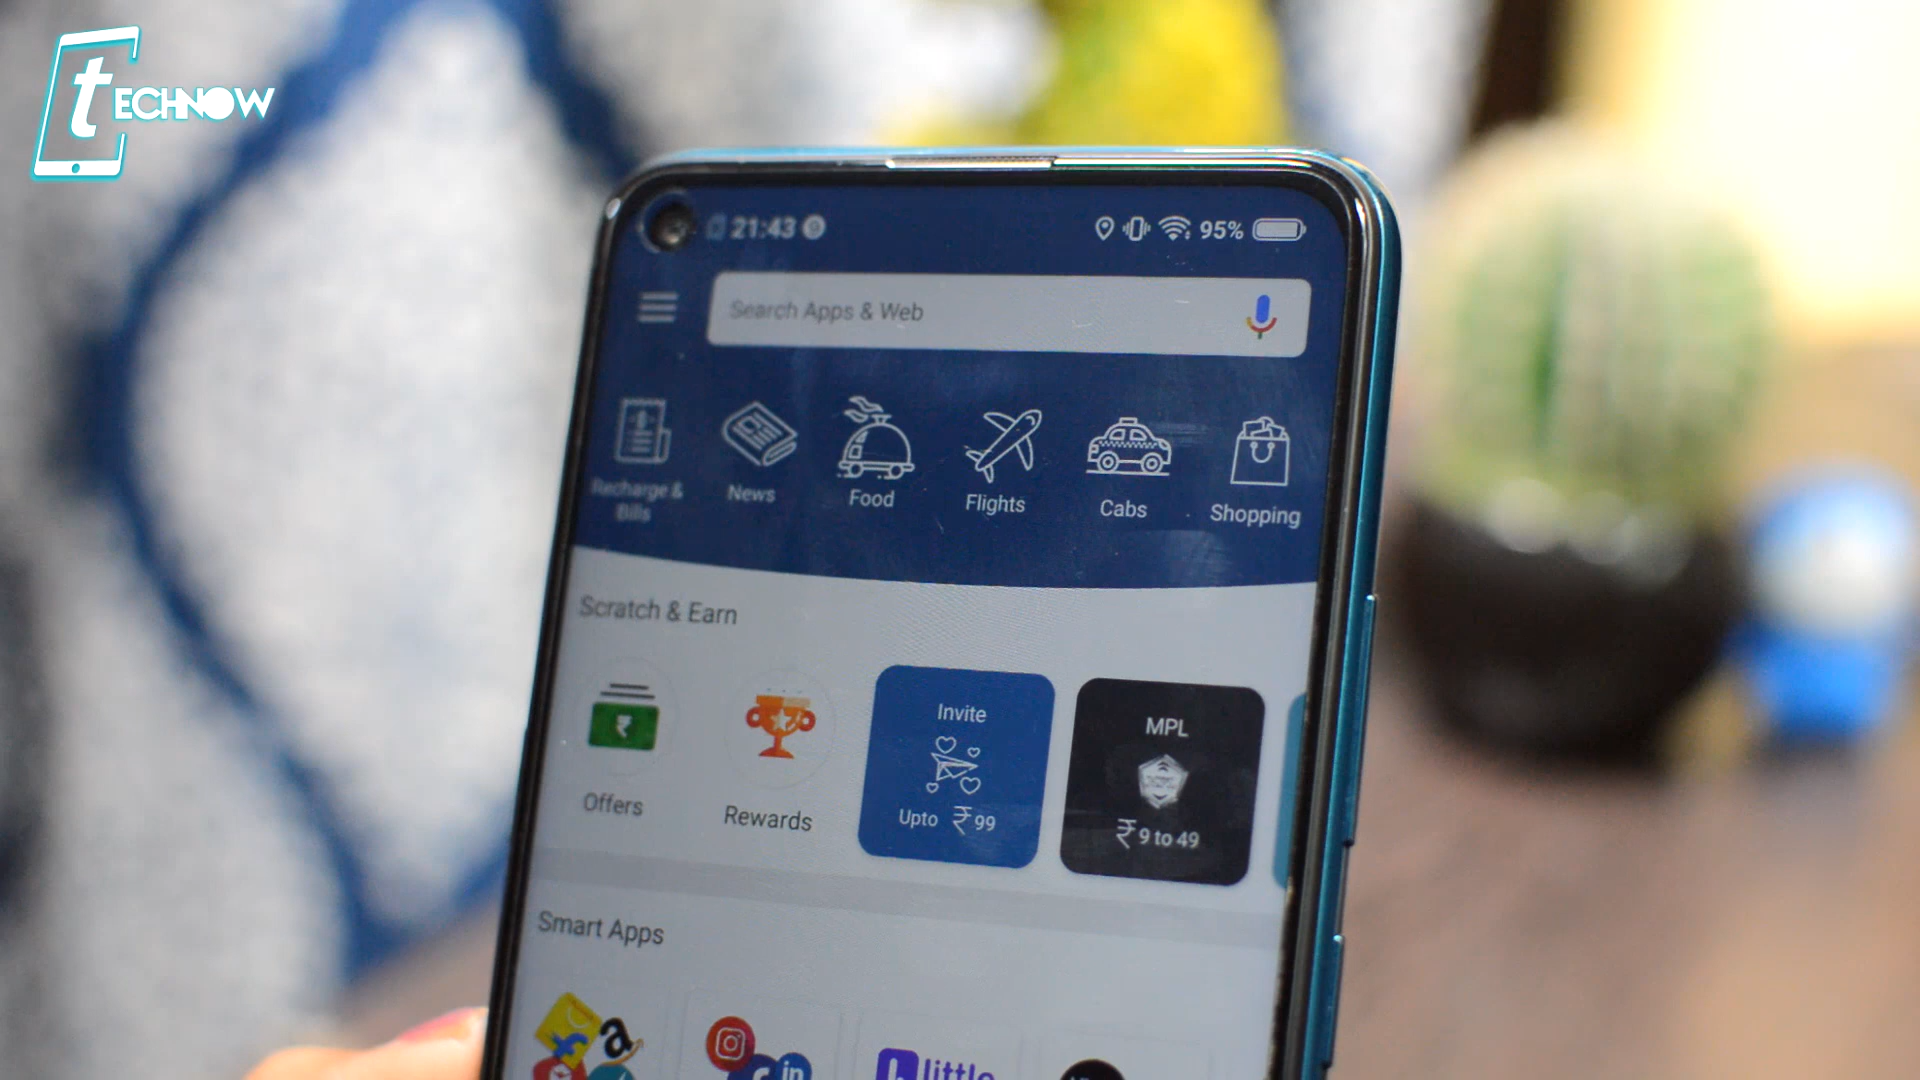 tECHNOW
21:43
95%
Search Apps & Web
Recharge & Bills
News
Food
Flights
Cabs
Shopping
Scratch & Earn
Offers
Rewards
Invite
Upto ₹99
MPL
₹9 to 49
Smart Apps
a
in
little